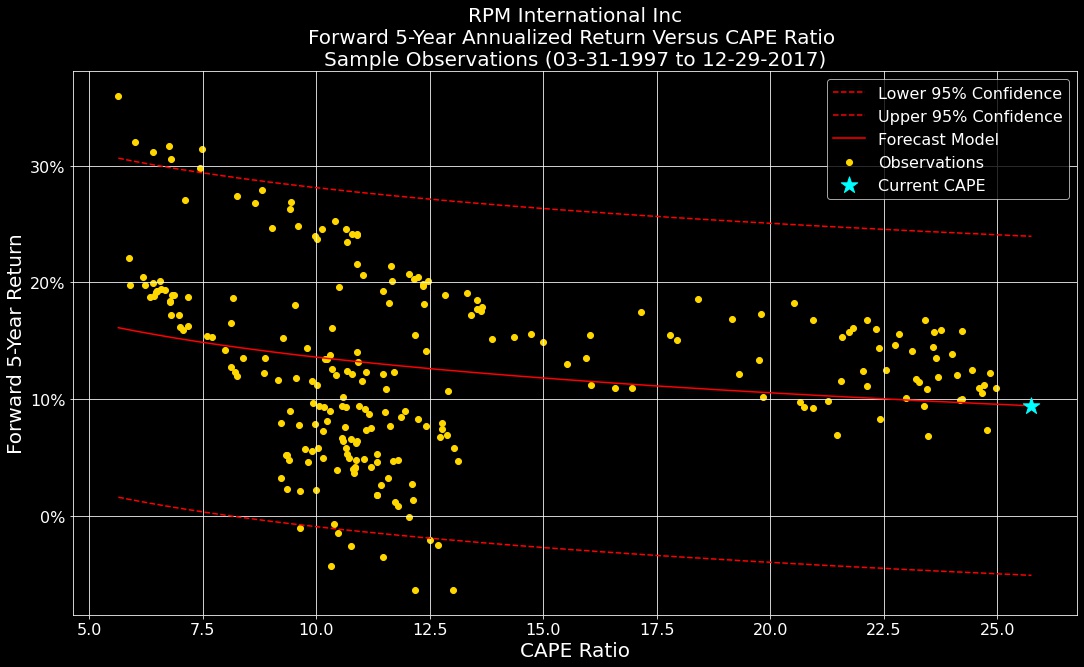 RPM International Inc
Forward 5-Year Annualized Return Versus CAPE Ratio
Sample Observations (03-31-1997 to 12-29-2017)
Lower 95% Confidence
Upper 95% Confidence
Forecast Model
Observations
Current CAPE
Forward 5-Year Return
30%
20%
10%
0%
5.0 7.5 10.0 12.5 15.0 17.5 20.0 22.5 25.0
CAPE Ratio